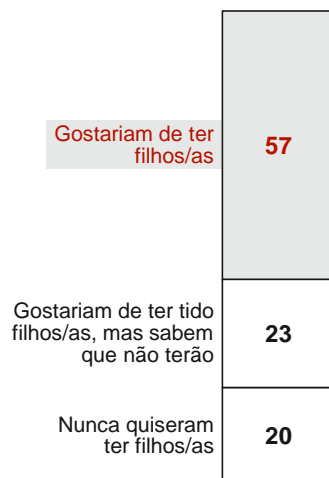 Gostariam de ter
filhos/as
57
Gostariam de ter tido
filhos/as, mas sabem
que não terão
23
Nunca quiseram
ter filhos/as
20